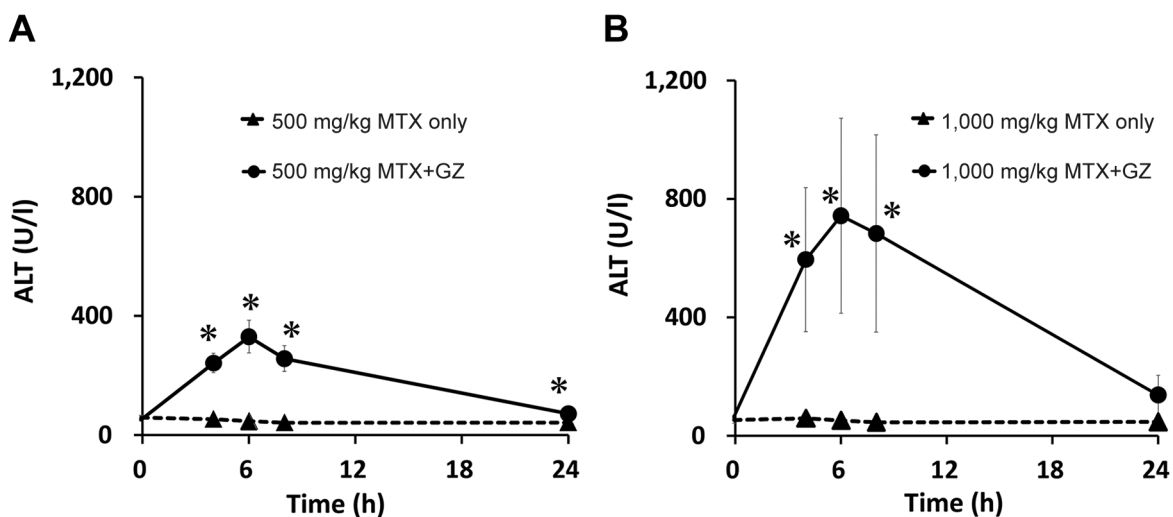 A
1,200
800
400
0
ALT (U/l)
500 mg/kg MTX only
500 mg/kg MTX+GZ
*
*
*
*
0
6
12
18
24
Time (h)
B
1,200
800
400
0
ALT (U/l)
1,000 mg/kg MTX only
1,000 mg/kg MTX+GZ
*
*
*
0
6
12
18
24
Time (h)